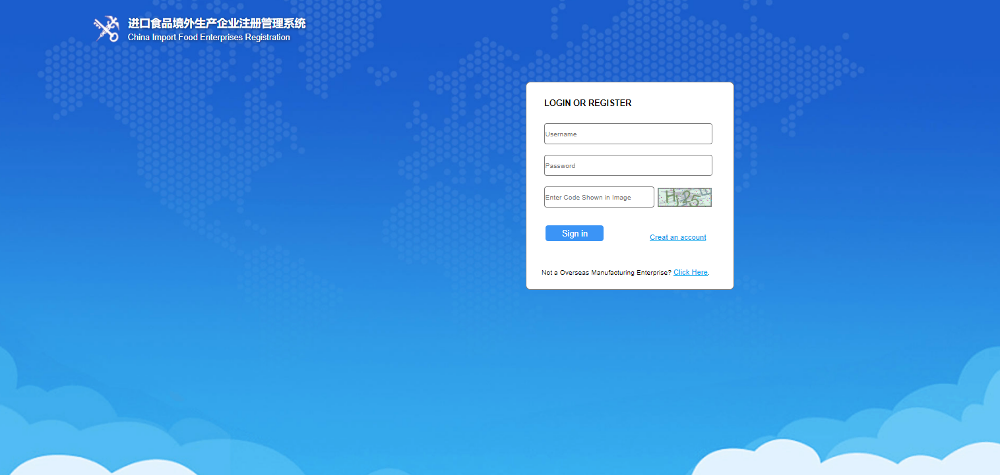 进口食品境外生产企业注册管理系统
China Import Food Enterprises Registration
LOGIN OR REGISTER
Username
Password
Enter Code Shown in Image
Sign in
Creat an account
Not a Overseas Manufacturing Enterprise? Click Here.